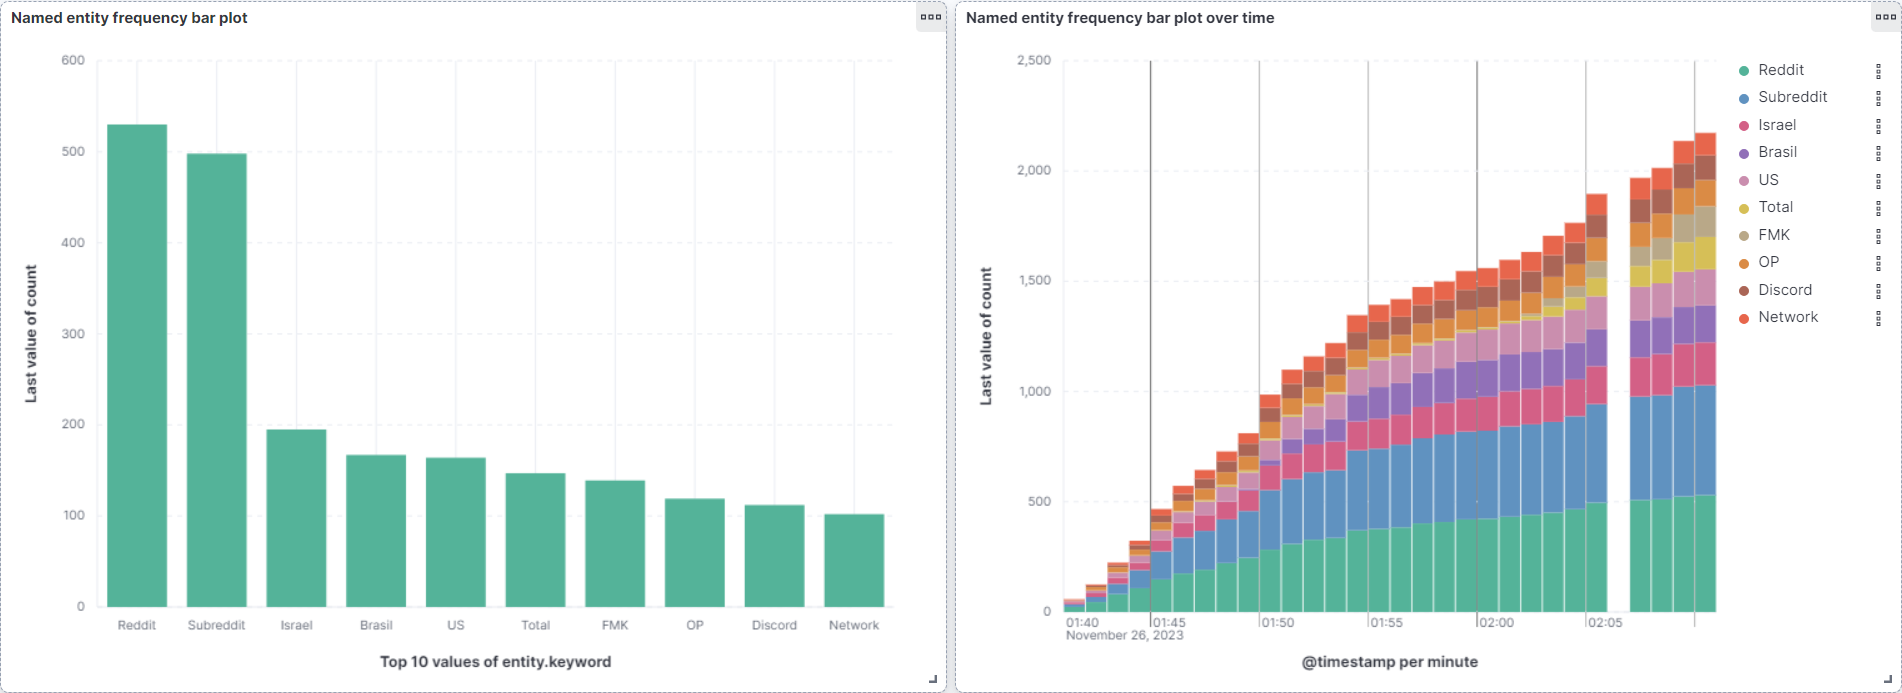 Named entity frequency bar plot
600
500
400
300
200
100
0
Last value of count
Reddit Subreddit Israel Brasil US Total FMK OP Discord Network
Top 10 values of entity.keyword
Named entity frequency bar plot over time
2,500
2,000
1,500
1,000
500
0
Last value of count
01:40 01:45 01:50 01:55 02:00 02:05
November 26, 2023
@timestamp per minute
Reddit
Subreddit
Israel
Brasil
US
Total
FMK
OP
Discord
Network